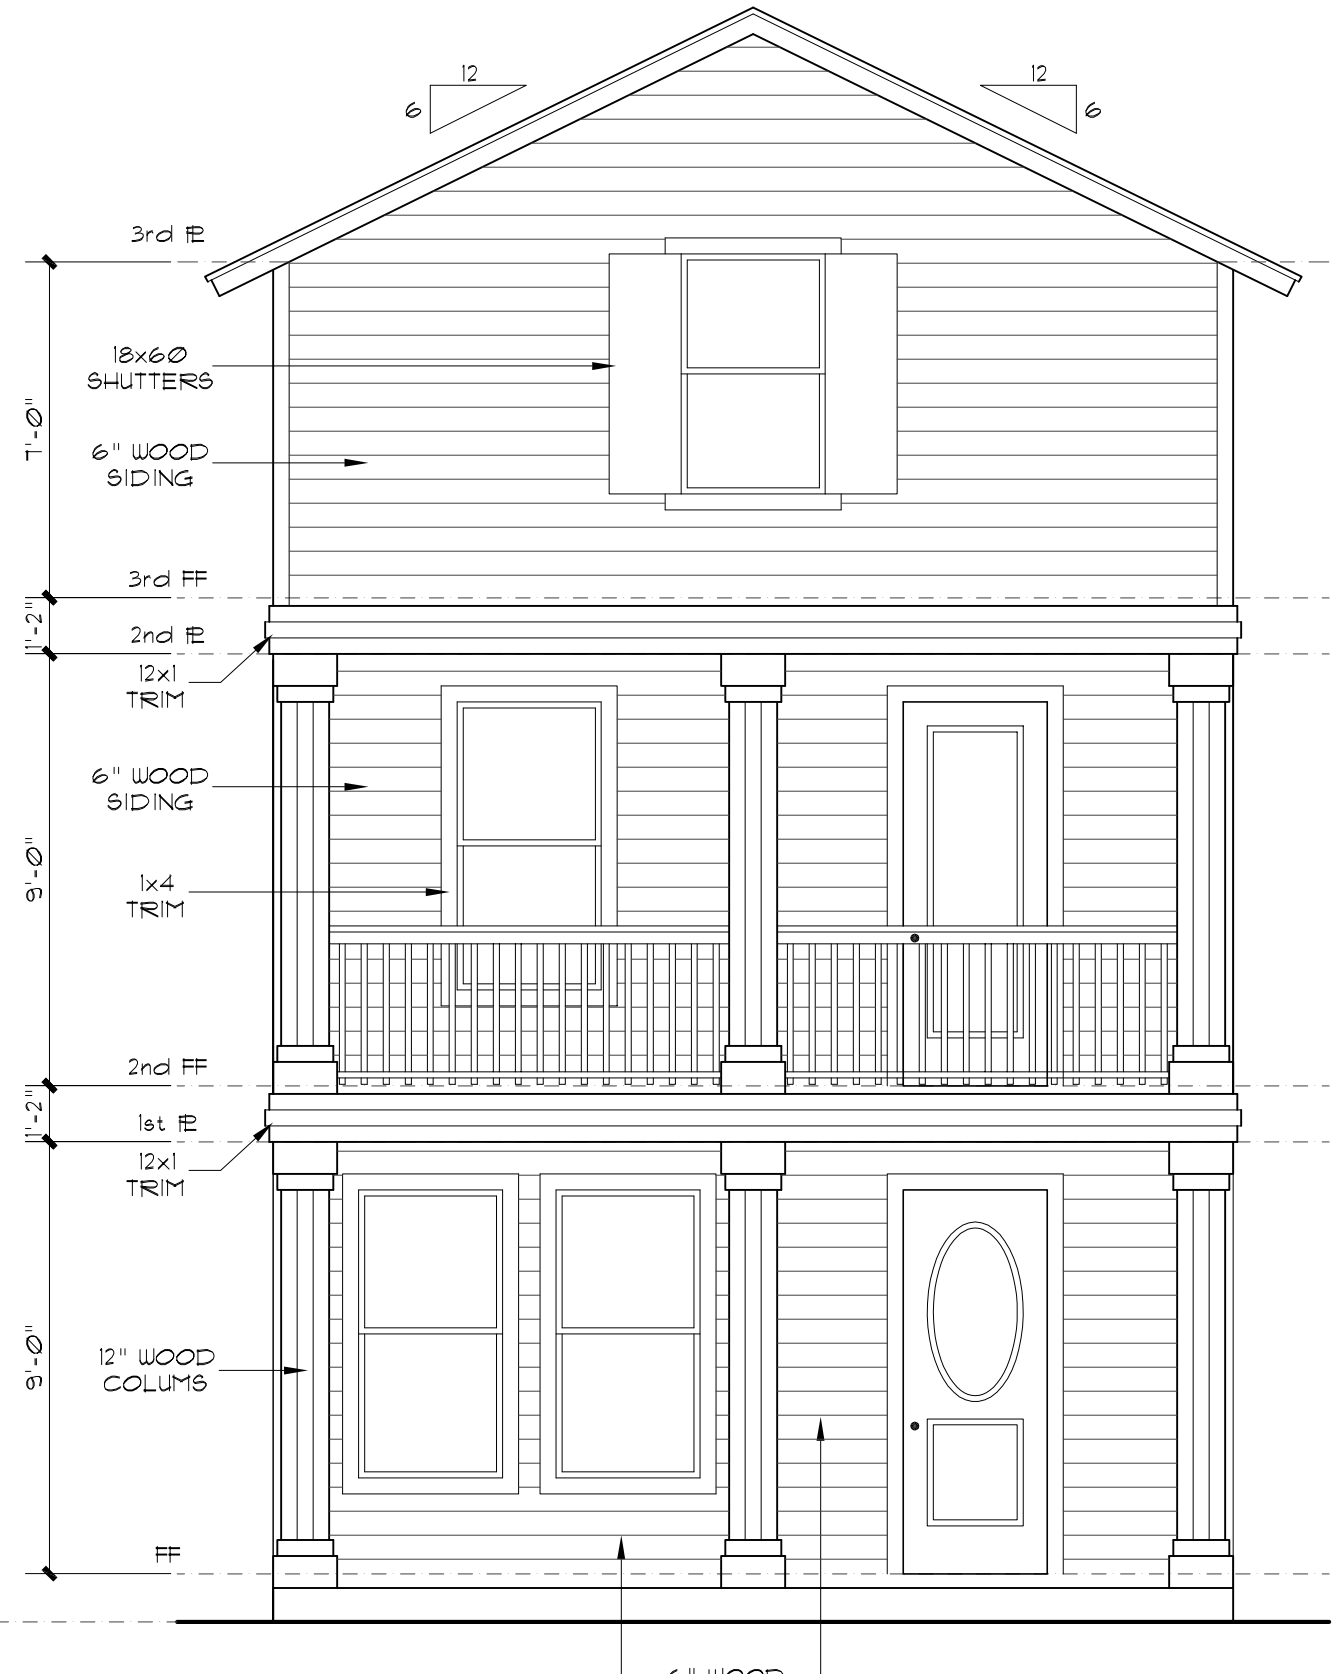 12
12
6
6
3rd PL
18x60
SHUTTERS
7'-0"
6" WOOD
SIDING
3rd FF
1'-2"
2nd PL
12x1
TRIM
6" WOOD
SIDING
9'-0"
1x4
TRIM
2nd FF
1'-2"
1st PL
12x1
TRIM
9'-0"
12" WOOD
COLUMS
FF
6" WOOD